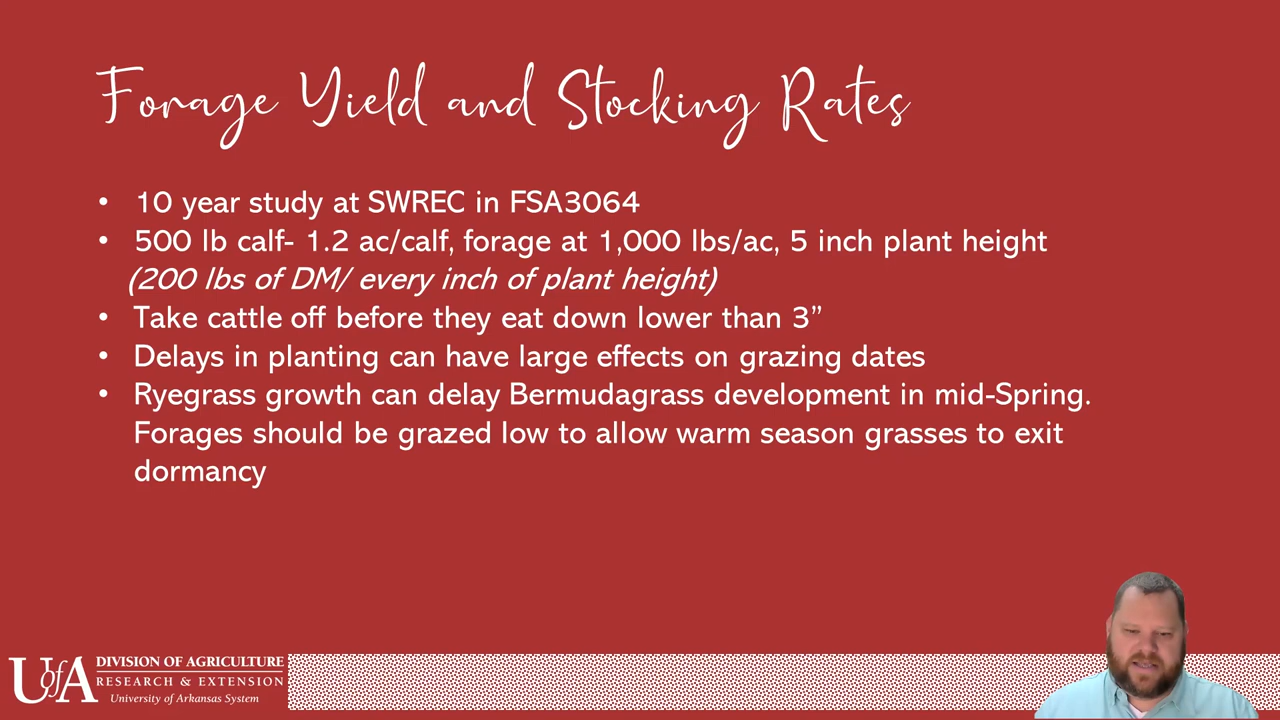 Forage Yield and Stocking Rates
• 10 year study at SWREC in FSA3064
• 500 lb calf- 1.2 ac/calf, forage at 1,000 lbs/ac, 5 inch plant height
(200 lbs of DM/ every inch of plant height)
• Take cattle off before they eat down lower than 3”
• Delays in planting can have large effects on grazing dates
• Ryegrass growth can delay Bermudagrass development in mid-Spring.
Forages should be grazed low to allow warm season grasses to exit
dormancy
UofA
DIVISION OF AGRICULTURE
RESEARCH & EXTENSION
University of Arkansas System